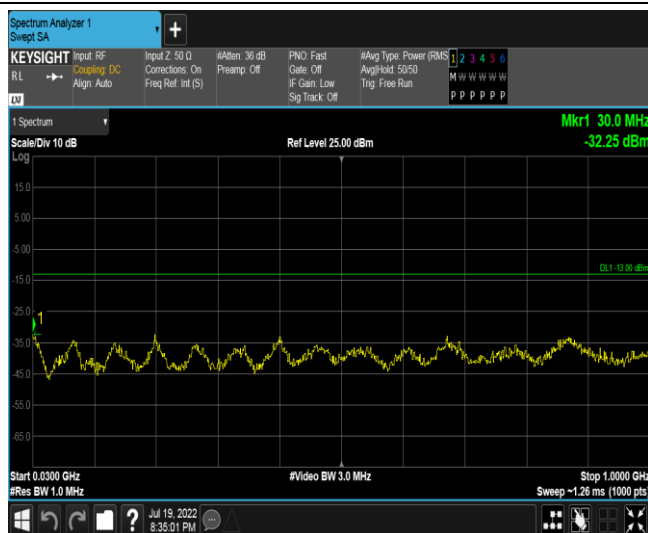 Spectrum Analyzer 1
Swept SA
+
KEYSIGHT Input: RF Input Z: 50 Ω #Atten: 36 dB PNO: Fast #Avg Type: Power (RMS 1 2 3 4 5 6
RL Coupling: DC Corrections: On Preamp: Off Gate: Off Avg|Hold: 50/50 M W W W W W
Align: Auto Freq Ref: Int (S) IF Gain: Low Trig: Free Run
Sig Track: Off P P P P P P
LXI
1 Spectrum Mkr1 30.0 MHz
Scale/Div 10 dB Ref Level 25.00 dBm -32.25 dBm
Log
15.0
5.00
-5.00
DL1 -13.00 dBm
-15.0
-25.0
1
-35.0
-45.0
-55.0
-65.0
Start 0.0300 GHz #Video BW 3.0 MHz Stop 1.0000 GHz
#Res BW 1.0 MHz Sweep ~1.26 ms (1000 pts)
? Jul 19, 2022
8:35:01 PM